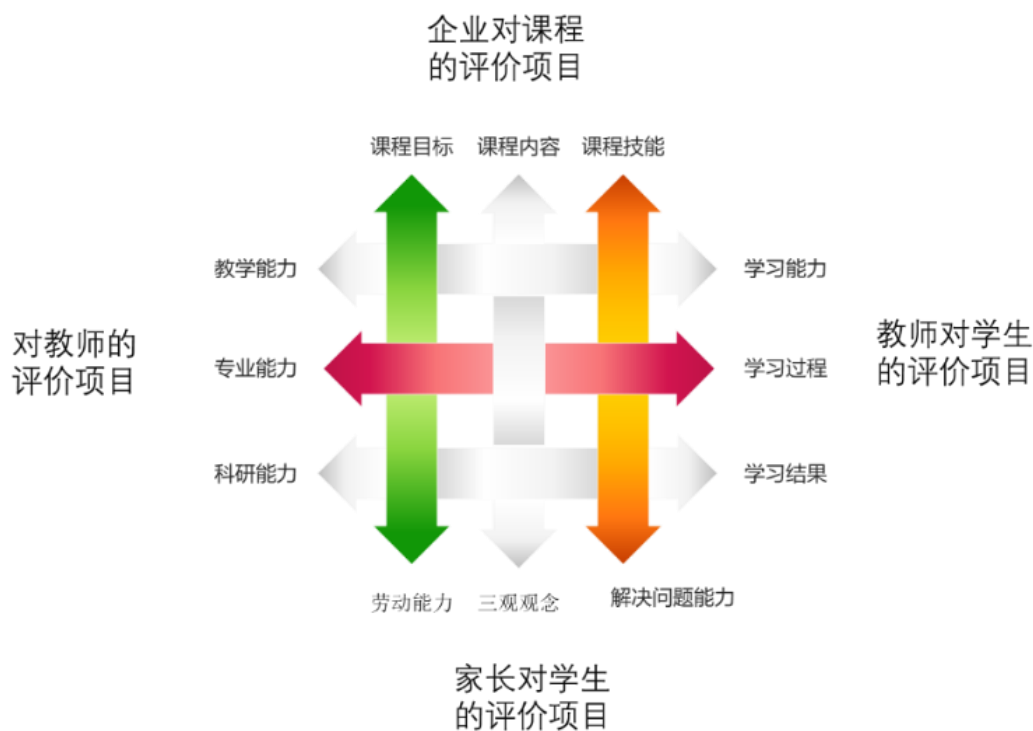 企业对课程
的评价项目
课程目标 课程内容 课程技能
教学能力 学习能力
对教师的
评价项目
专业能力 学习过程
教师对学生
的评价项目
科研能力 学习结果
劳动能力 三观观念 解决问题能力
家长对学生
的评价项目